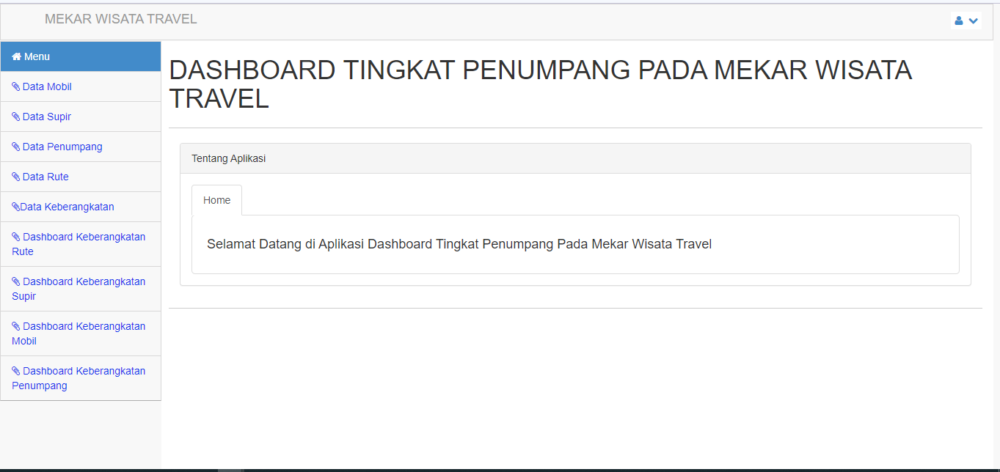 MEKAR WISATA TRAVEL
Menu
Data Mobil
Data Supir
Data Penumpang
Data Rute
Data Keberangkatan
Dashboard Keberangkatan
Rute
Dashboard Keberangkatan
Supir
Dashboard Keberangkatan
Mobil
Dashboard Keberangkatan
Penumpang
DASHBOARD TINGKAT PENUMPANG PADA MEKAR WISATA
TRAVEL
Tentang Aplikasi
Home
Selamat Datang di Aplikasi Dashboard Tingkat Penumpang Pada Mekar Wisata Travel